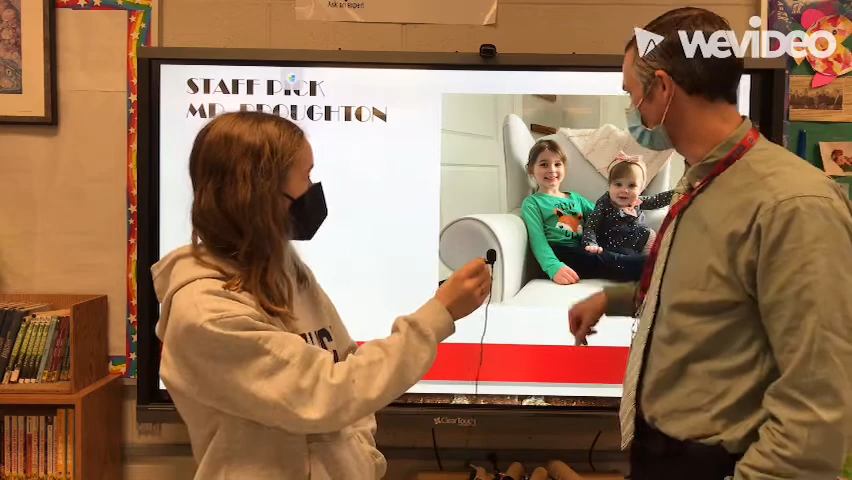 Ask an expert
WEVIDEO
STAFF PICK
MR. BROUGHTON
ClearTouch